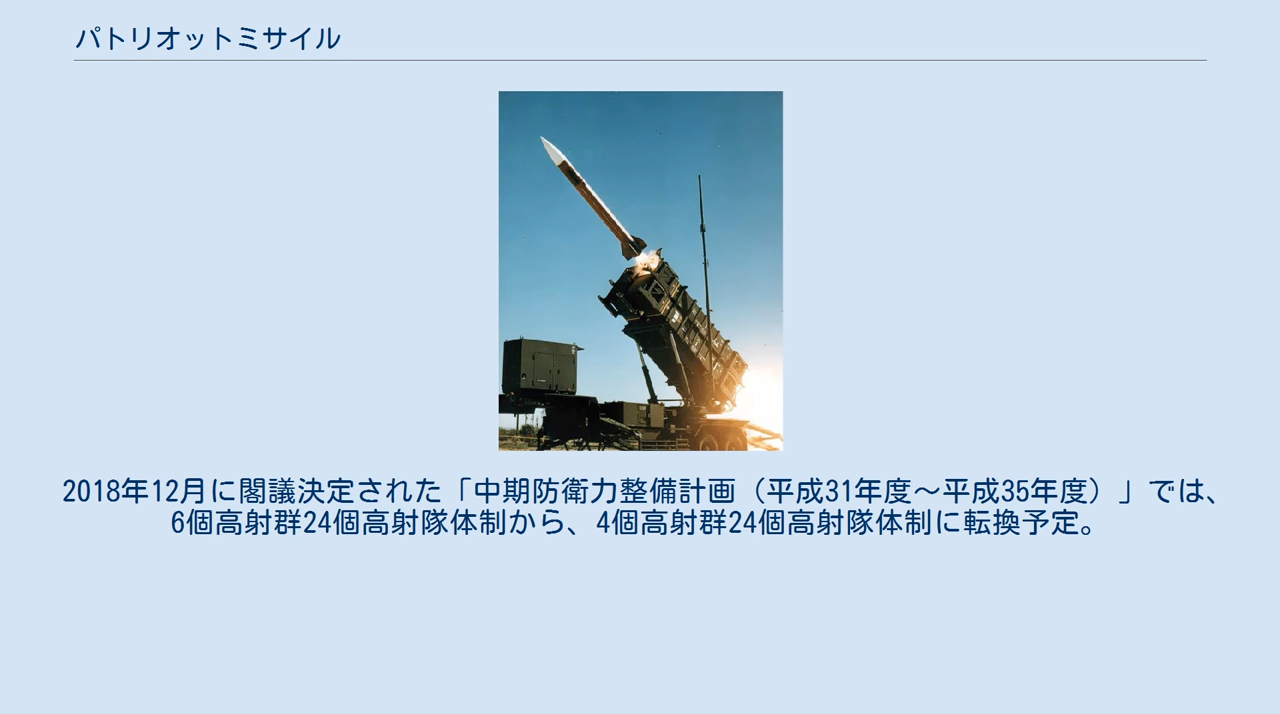 パトリオットミサイル
2018年12月に閣議決定された「中期防衛力整備計画（平成31年度～平成35年度）」では、
6個高射群24個高射隊体制から、4個高射群24個高射隊体制に転換予定。